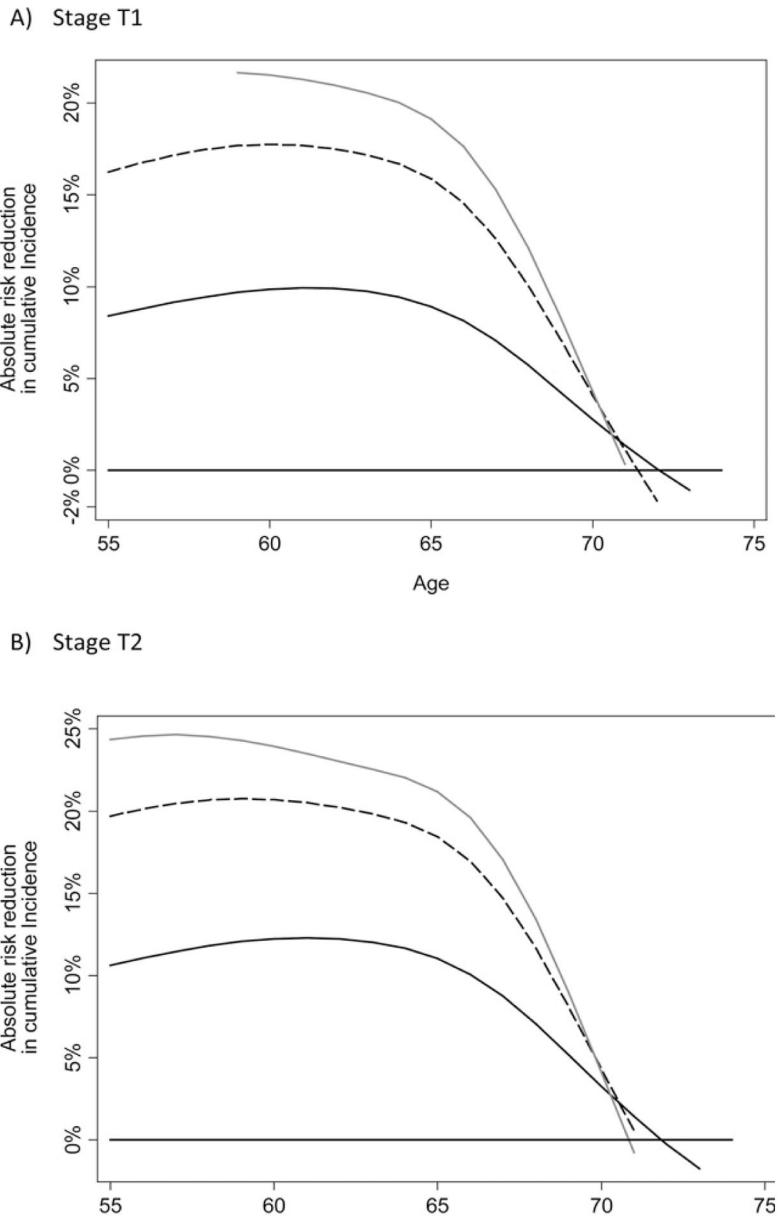 A) Stage T1
Absolute risk reduction
in cumulative Incidence
20%
15%
10%
5%
0%
-2%
55 60 65 70 75
Age
B) Stage T2
Absolute risk reduction
in cumulative Incidence
25%
20%
15%
10%
5%
0%
55 60 65 70 75